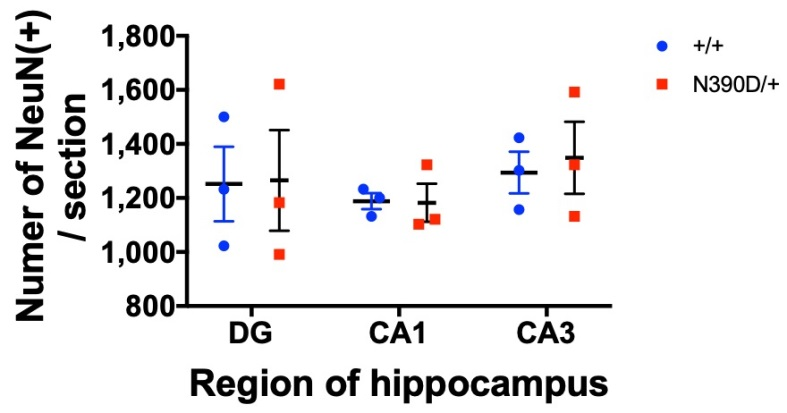 Numer of NeuN(+)
/ section
1,800
1,600
1,400
1,200
1,000
800
DG CA1 CA3
Region of hippocampus
+/+
N390D/+